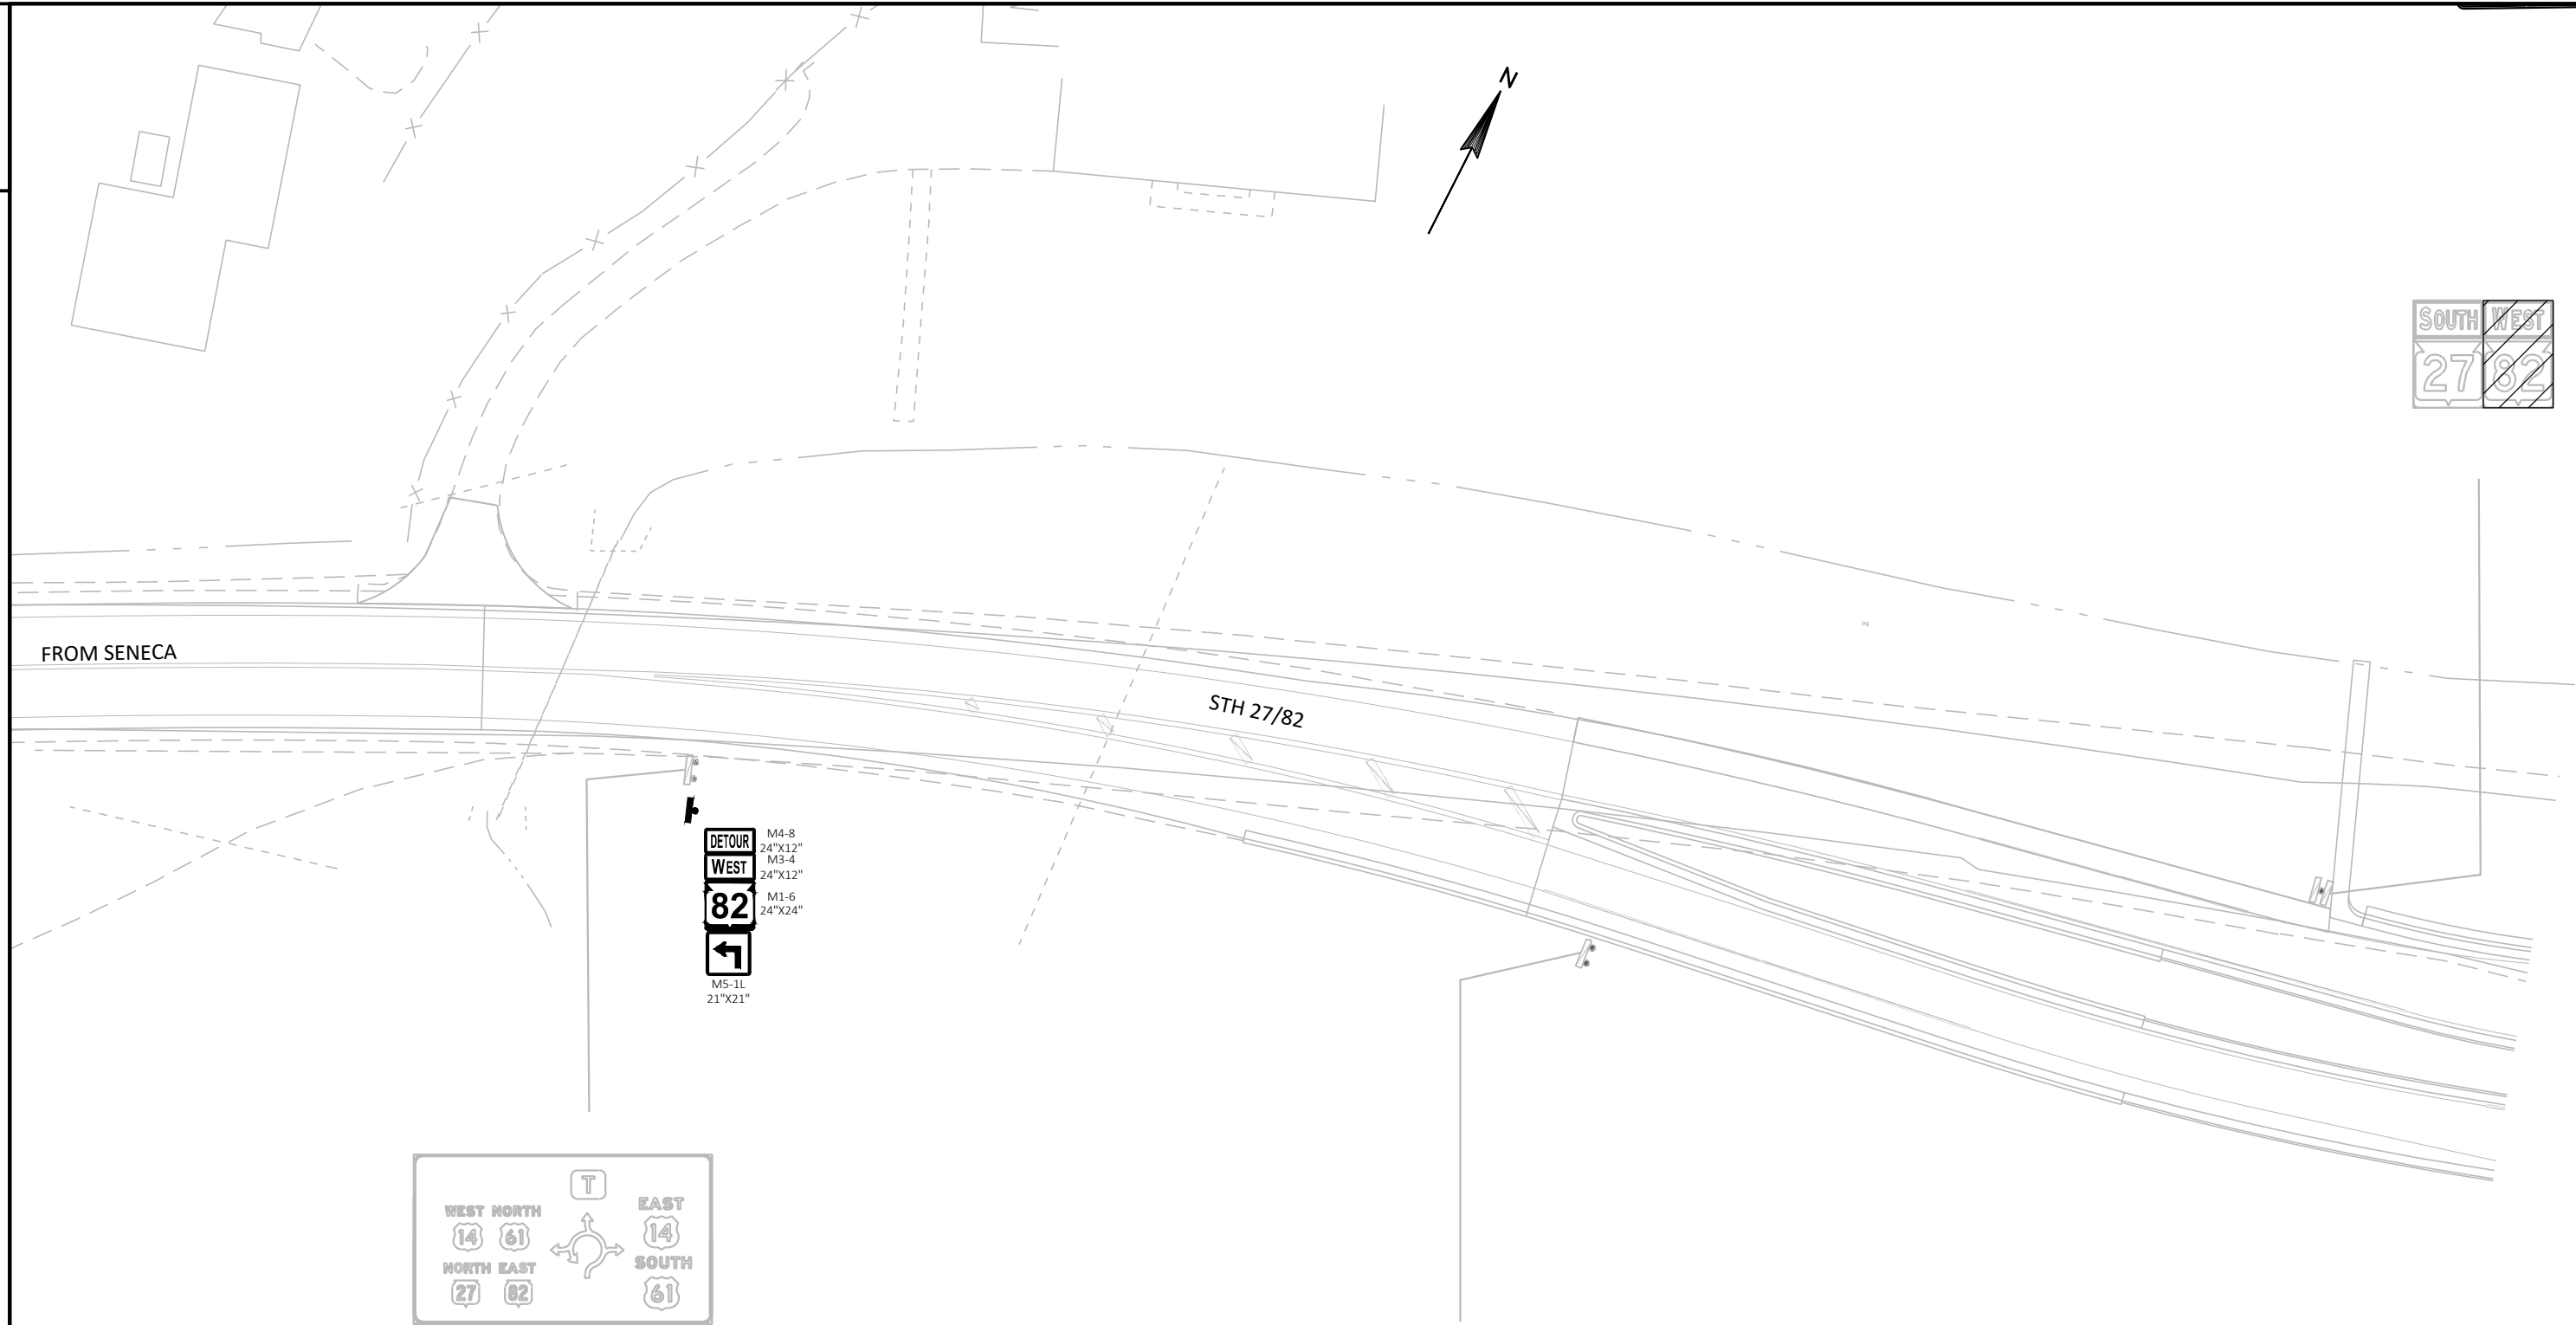 N
SOUTH WEST
27 82
FROM SENECA
STH 27/82
DETOUR
M4-8
24"X12"
WEST
M3-4
24"X12"
82
M1-6
24"X24"
M5-1L
21"X21"
T
WEST NORTH
14 61
NORTH EAST
27 82
EAST
14
SOUTH
61